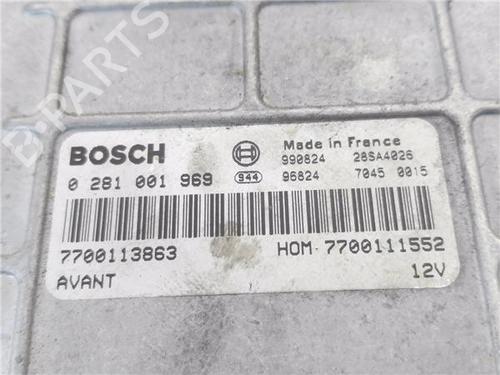 B-PARTS
BOSCH
Made in France
990824 28SA4026
0 281 001 969 944 96824 7045 0015
7700113863 HOM-7700111552
AVANT 12V